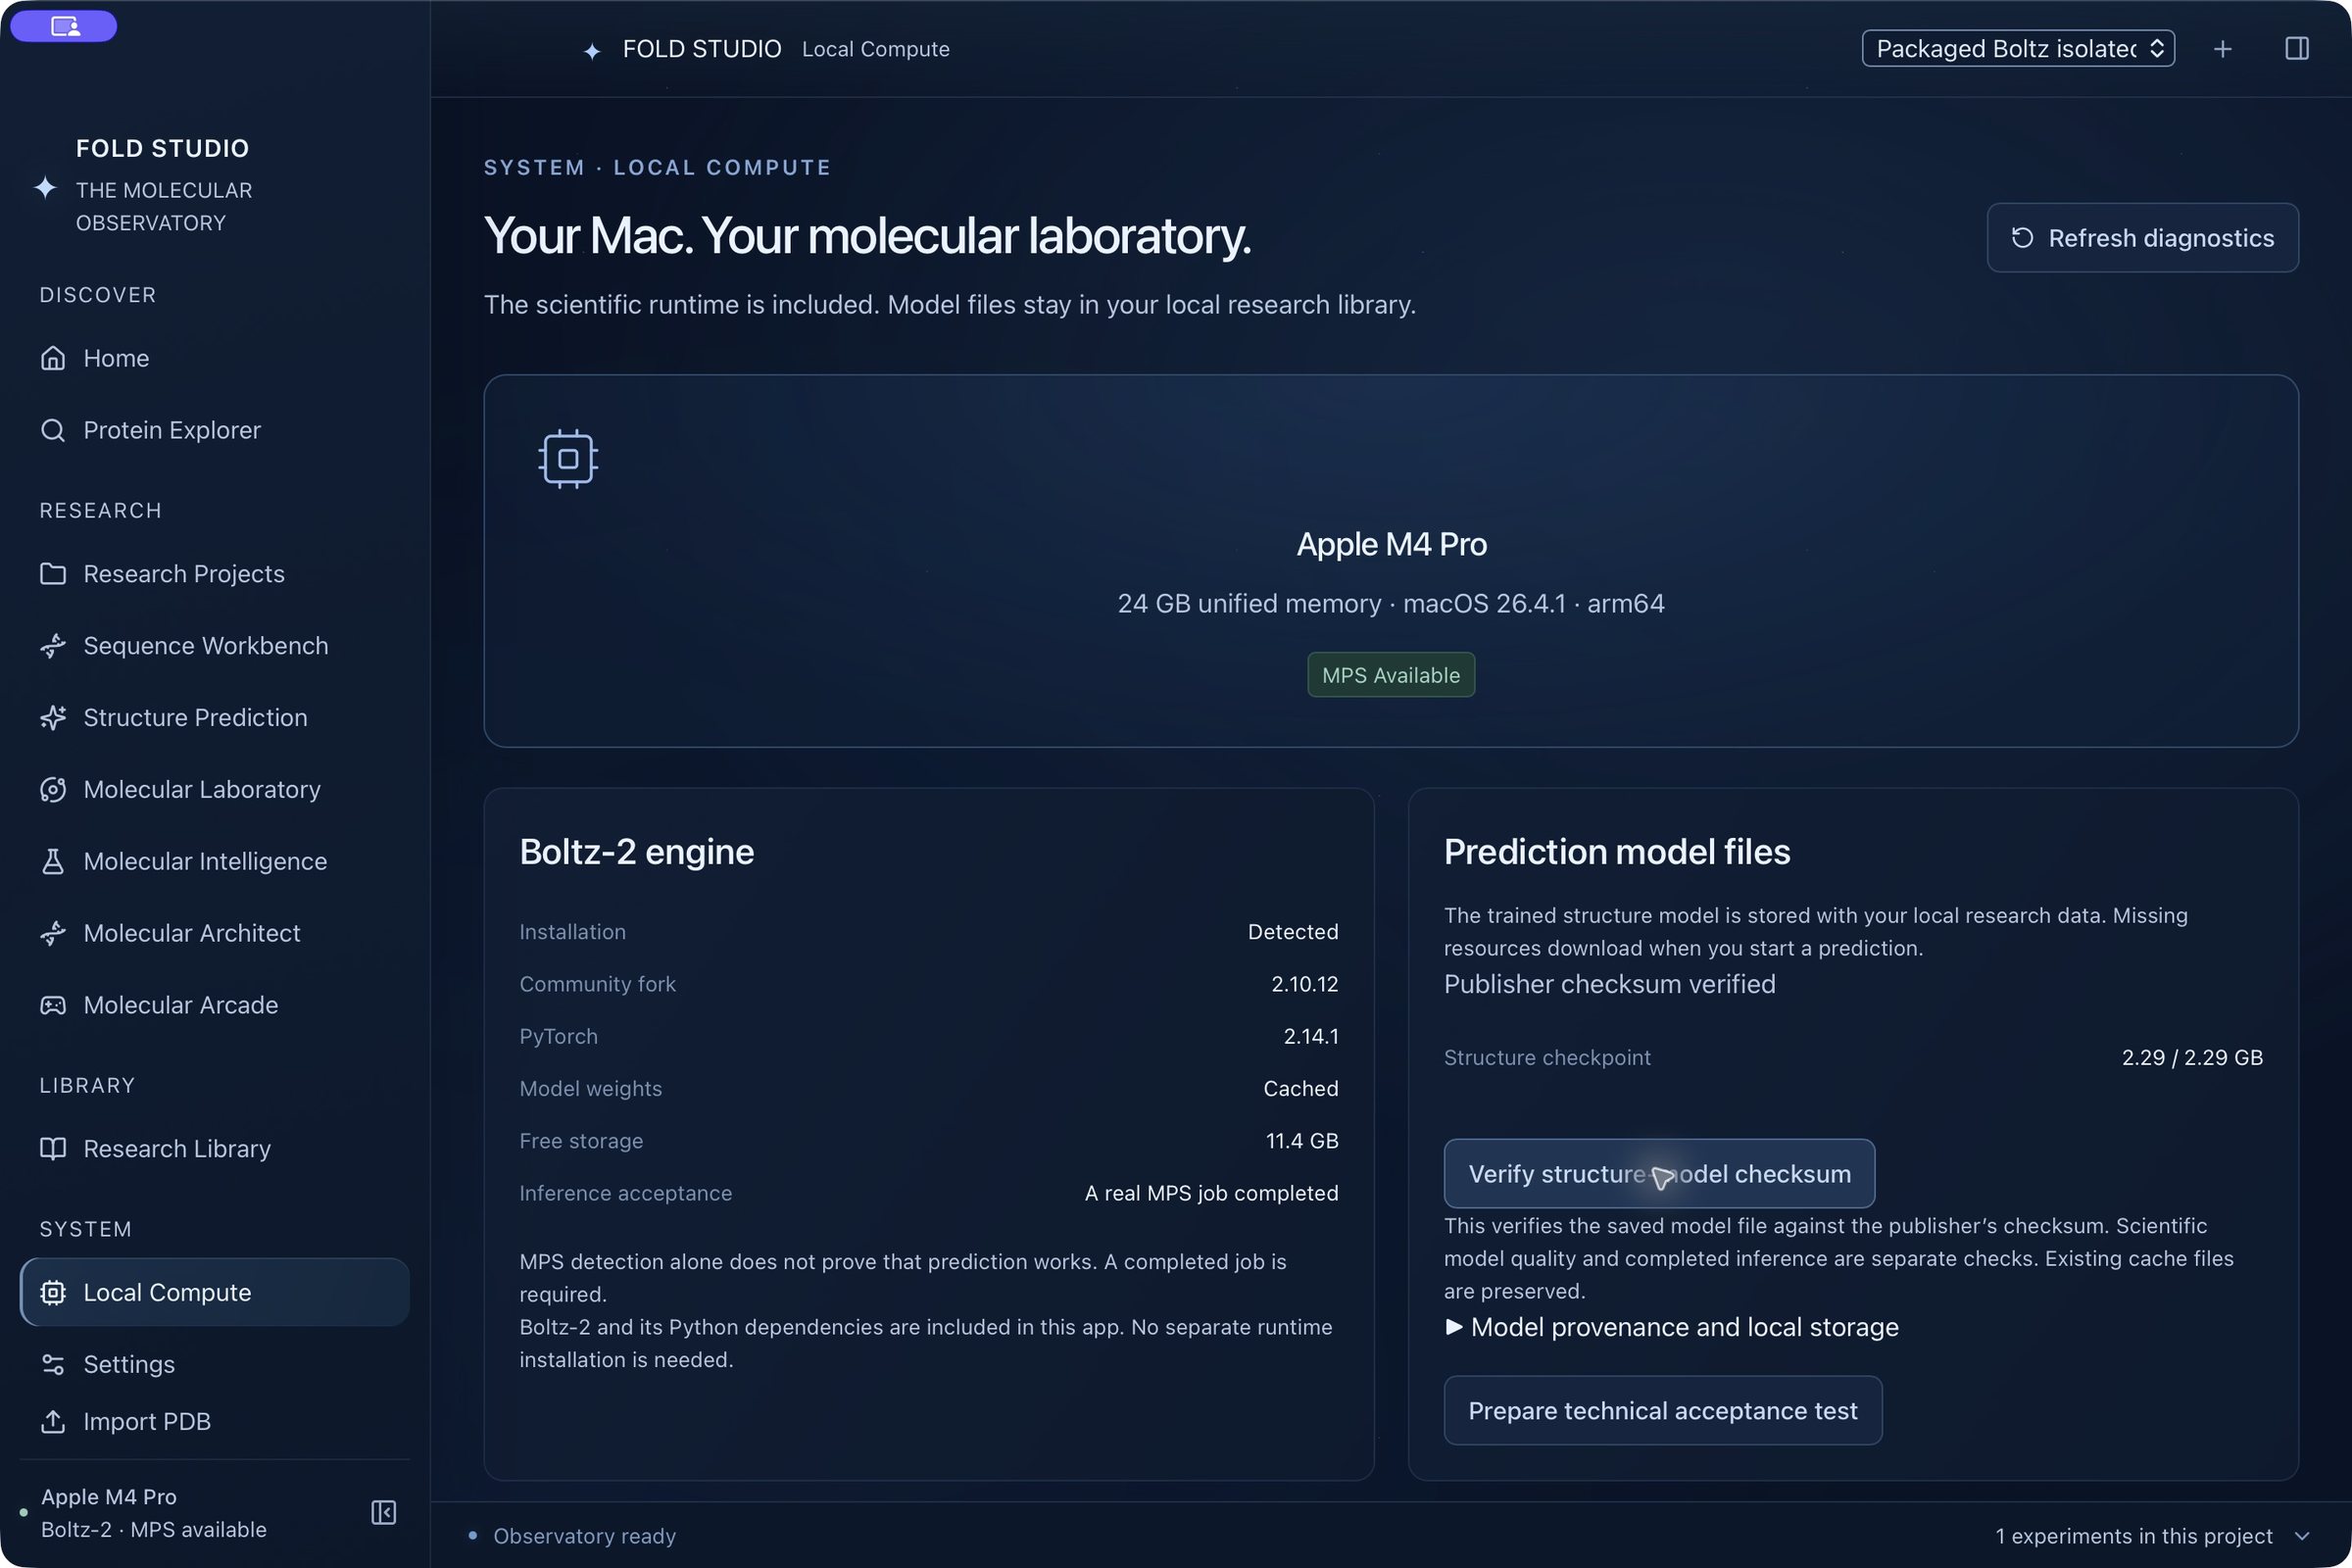 FOLD STUDIO
THE MOLECULAR
OBSERVATORY
DISCOVER
Home
Protein Explorer
RESEARCH
Research Projects
Sequence Workbench
Structure Prediction
Molecular Laboratory
Molecular Intelligence
Molecular Architect
Molecular Arcade
LIBRARY
Research Library
SYSTEM
Local Compute
Settings
Import PDB
Apple M4 Pro
Boltz-2 · MPS available
FOLD STUDIO Local Compute
Packaged Boltz isolated
SYSTEM · LOCAL COMPUTE
Your Mac. Your molecular laboratory.
Refresh diagnostics
The scientific runtime is included. Model files stay in your local research library.
Apple M4 Pro
24 GB unified memory · macOS 26.4.1 · arm64
MPS Available
Boltz-2 engine
Installation Detected
Community fork 2.10.12
PyTorch 2.14.1
Model weights Cached
Free storage 11.4 GB
Inference acceptance A real MPS job completed
MPS detection alone does not prove that prediction works. A completed job is
required.
Boltz-2 and its Python dependencies are included in this app. No separate runtime
installation is needed.
Prediction model files
The trained structure model is stored with your local research data. Missing
resources download when you start a prediction.
Publisher checksum verified
Structure checkpoint 2.29 / 2.29 GB
Verify structure-model checksum
This verifies the saved model file against the publisher’s checksum. Scientific
model quality and completed inference are separate checks. Existing cache files
are preserved.
Model provenance and local storage
Prepare technical acceptance test
Observatory ready
1 experiments in this project